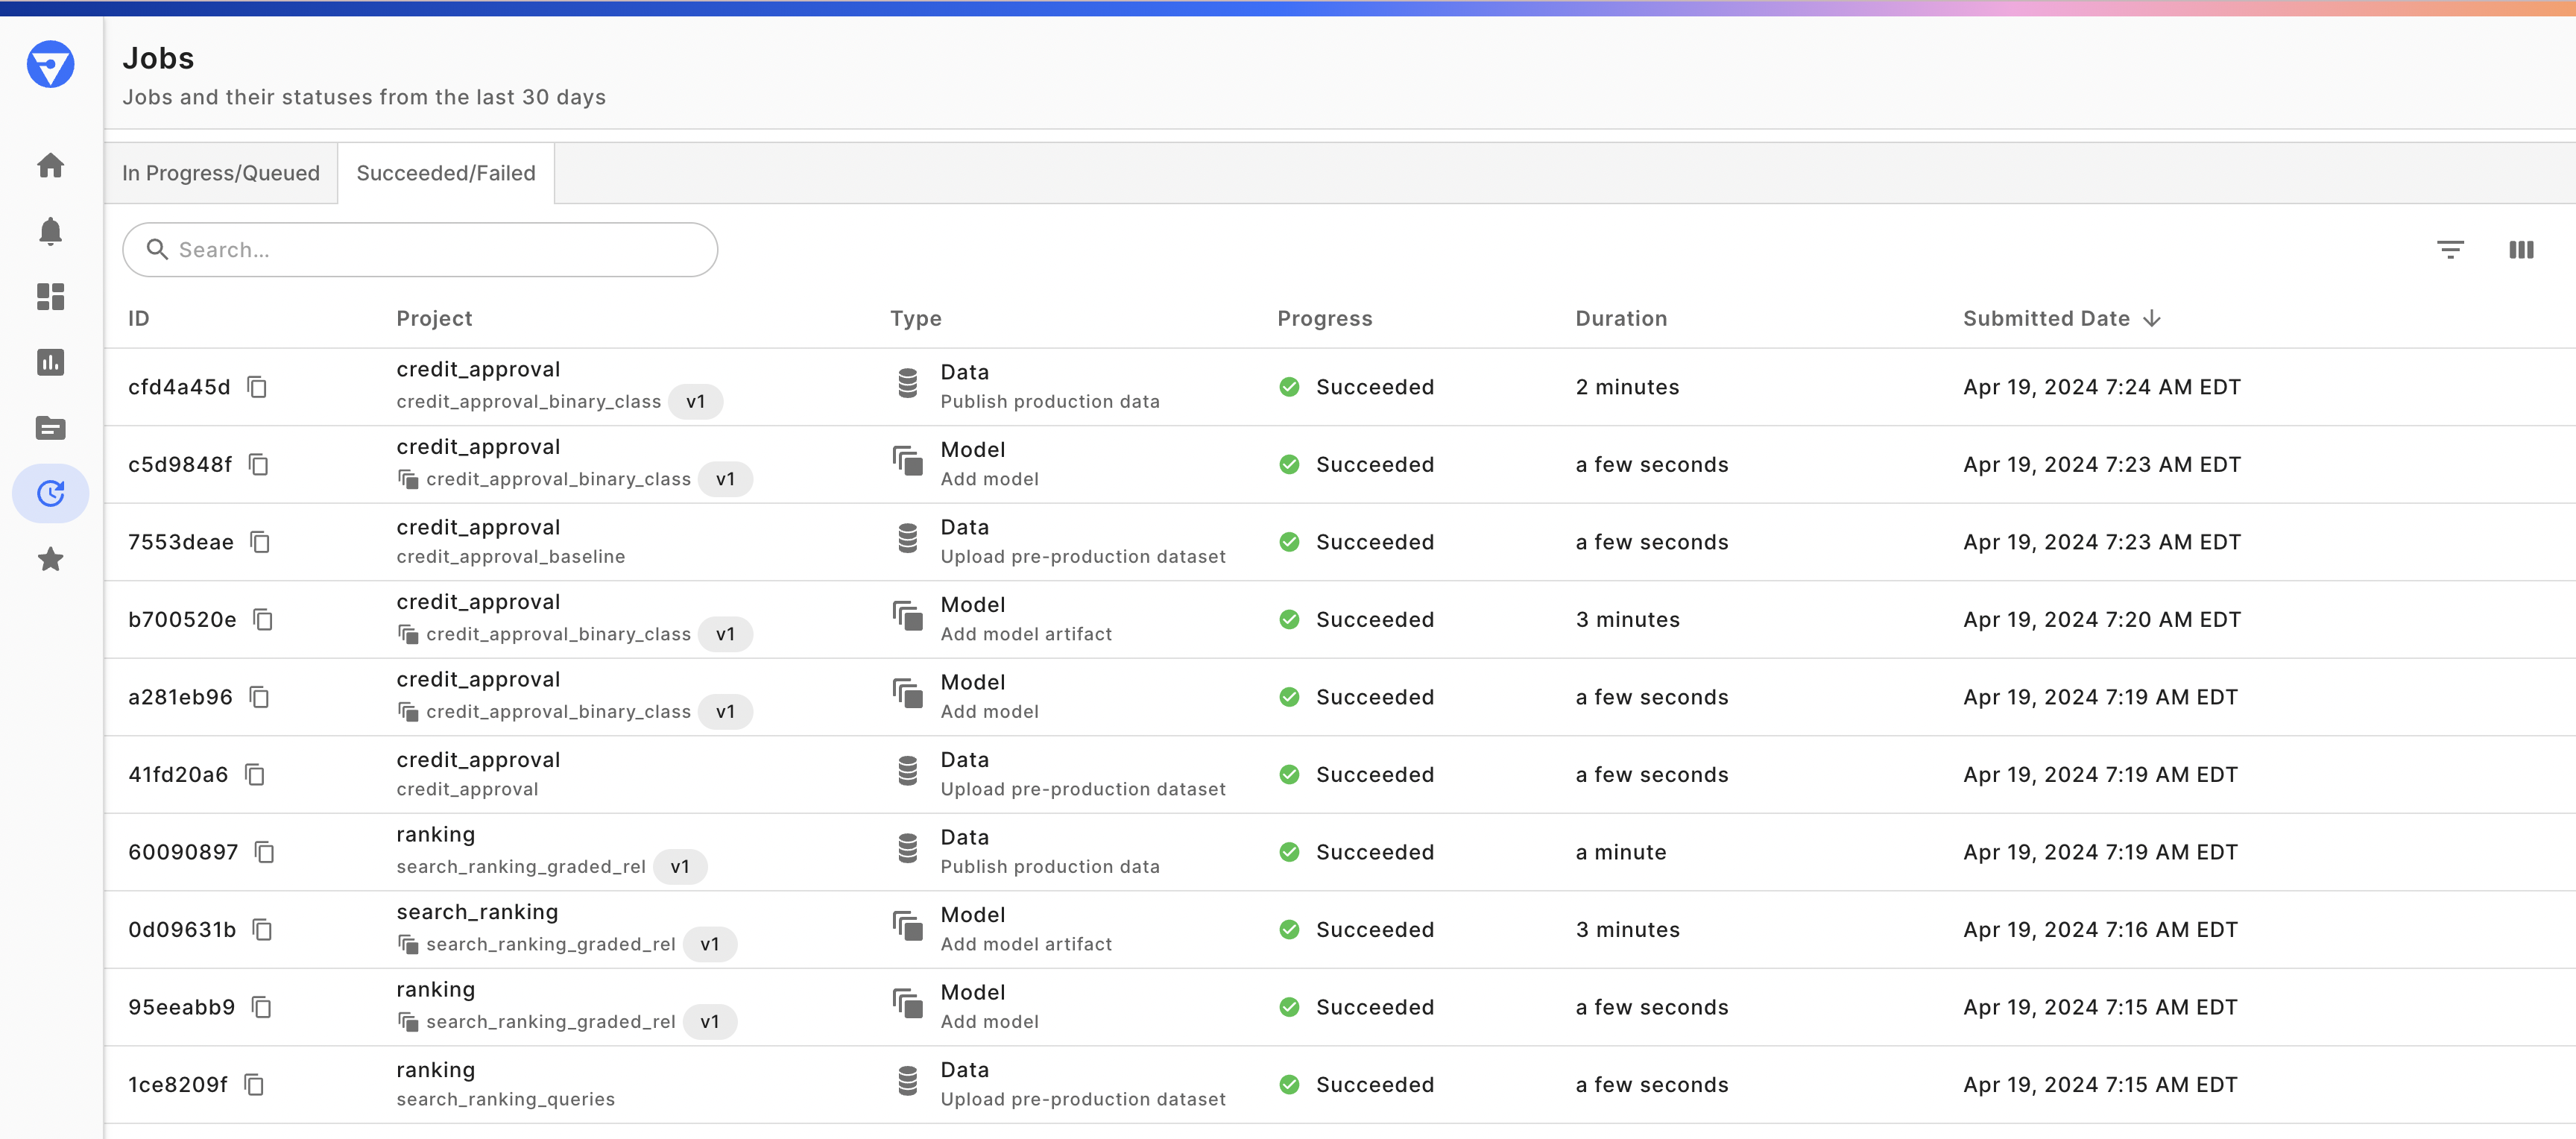 Jobs
Jobs and their statuses from the last 30 days
In Progress/Queued Succeeded/Failed
Search...
ID Project Type Progress Duration Submitted Date
cfd4a45d credit_approval credit_approval_binary_class v1 Data Publish production data Succeeded 2 minutes Apr 19, 2024 7:24 AM EDT
c5d9848f credit_approval credit_approval_binary_class v1 Model Add model Succeeded a few seconds Apr 19, 2024 7:23 AM EDT
7553deae credit_approval credit_approval_baseline Data Upload pre-production dataset Succeeded a few seconds Apr 19, 2024 7:23 AM EDT
b700520e credit_approval credit_approval_binary_class v1 Model Add model artifact Succeeded 3 minutes Apr 19, 2024 7:20 AM EDT
a281eb96 credit_approval credit_approval_binary_class v1 Model Add model Succeeded a few seconds Apr 19, 2024 7:19 AM EDT
41fd20a6 credit_approval credit_approval Data Upload pre-production dataset Succeeded a few seconds Apr 19, 2024 7:19 AM EDT
60090897 ranking search_ranking_graded_rel v1 Data Publish production data Succeeded a minute Apr 19, 2024 7:19 AM EDT
0d09631b search_ranking search_ranking_graded_rel v1 Model Add model artifact Succeeded 3 minutes Apr 19, 2024 7:16 AM EDT
95eeabb9 ranking search_ranking_graded_rel v1 Model Add model Succeeded a few seconds Apr 19, 2024 7:15 AM EDT
1ce8209f ranking search_ranking_queries Data Upload pre-production dataset Succeeded a few seconds Apr 19, 2024 7:15 AM EDT